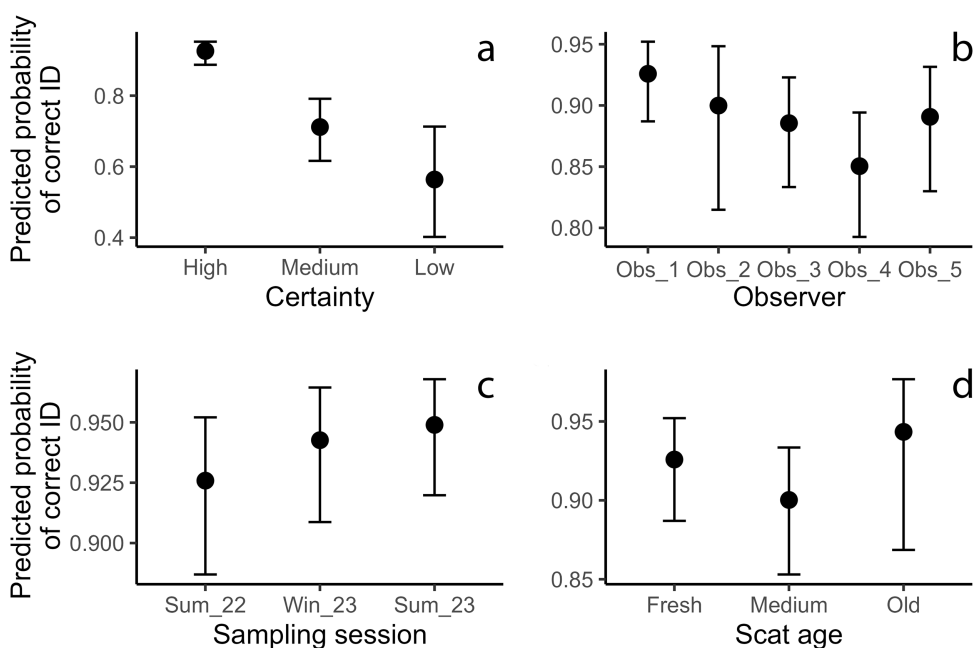 a
Predicted probability
of correct ID
0.8
0.6
0.4
High Medium Low
Certainty
b
0.95
0.90
0.85
0.80
Obs_1 Obs_2 Obs_3 Obs_4 Obs_5
Observer
c
Predicted probability
of correct ID
0.950
0.925
0.900
Sum_22 Win_23 Sum_23
Sampling session
d
0.95
0.90
0.85
Fresh Medium Old
Scat age